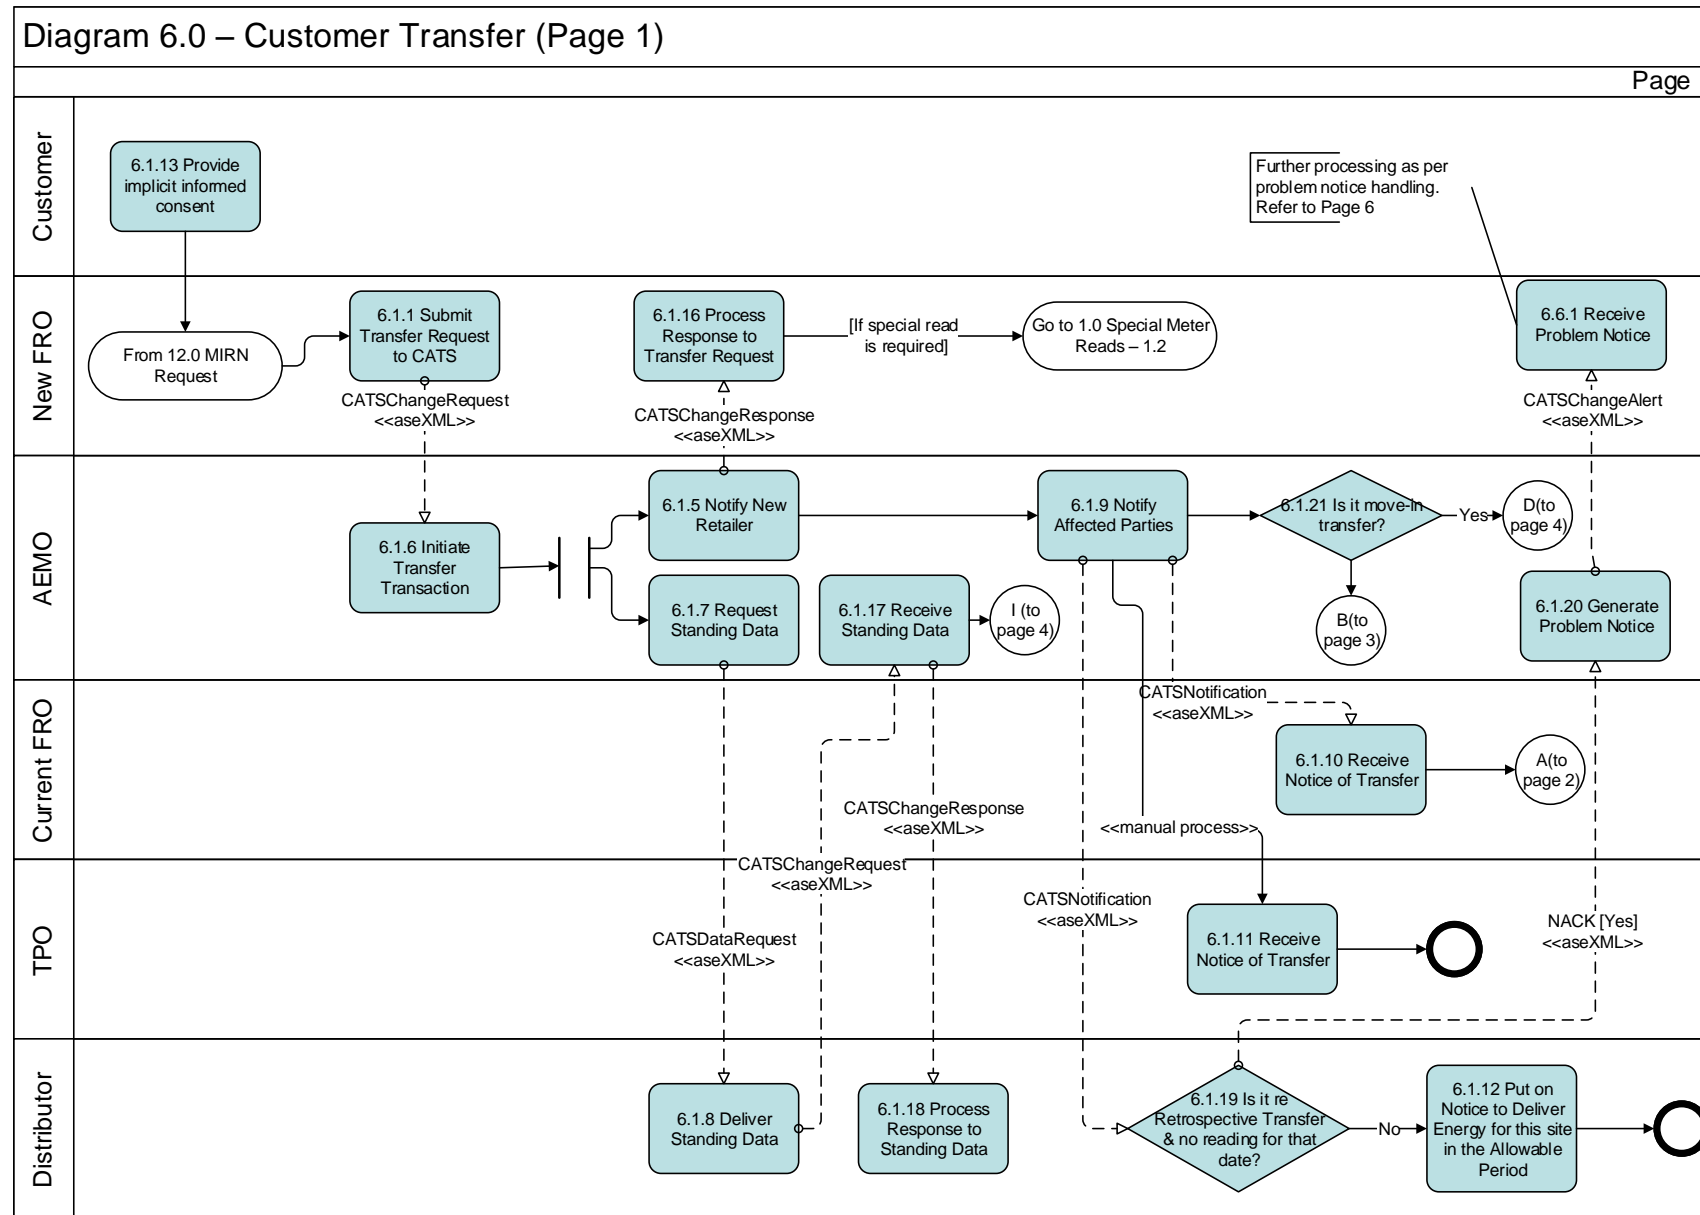 Diagram 6.0 – Customer Transfer (Page 1)
Page
Customer
6.1.13 Provide
implicit informed
consent
Further processing as per
problem notice handling.
Refer to Page 6
New FRO
From 12.0 MIRN
Request
6.1.1 Submit
Transfer Request
to CATS
CATSChangeRequest
<<aseXML>>
6.1.16 Process
Response to
Transfer Request
[If special read
is required]
Go to 1.0 Special Meter
Reads – 1.2
CATSChangeResponse
<<aseXML>>
6.6.1 Receive
Problem Notice
CATSChangeAlert
<<aseXML>>
AEMO
6.1.6 Initiate
Transfer
Transaction
6.1.5 Notify New
Retailer
6.1.7 Request
Standing Data
6.1.17 Receive
Standing Data
I (to
page 4)
6.1.9 Notify
Affected Parties
6.1.21 Is it move-in
transfer?
Yes
D(to
page 4)
B(to
page 3)
6.1.20 Generate
Problem Notice
Current FRO
CATSNotification
<<aseXML>>
6.1.10 Receive
Notice of Transfer
A(to
page 2)
CATSChangeResponse
<<aseXML>>
<<manual process>>
TPO
CATSChangeRequest
<<aseXML>>
CATSDataRequest
<<aseXML>>
CATSNotification
<<aseXML>>
6.1.11 Receive
Notice of Transfer
NACK [Yes]
<<aseXML>>
Distributor
6.1.8 Deliver
Standing Data
6.1.18 Process
Response to
Standing Data
6.1.19 Is it re
Retrospective Transfer
& no reading for that
date?
No
6.1.12 Put on
Notice to Deliver
Energy for this site
in the Allowable
Period